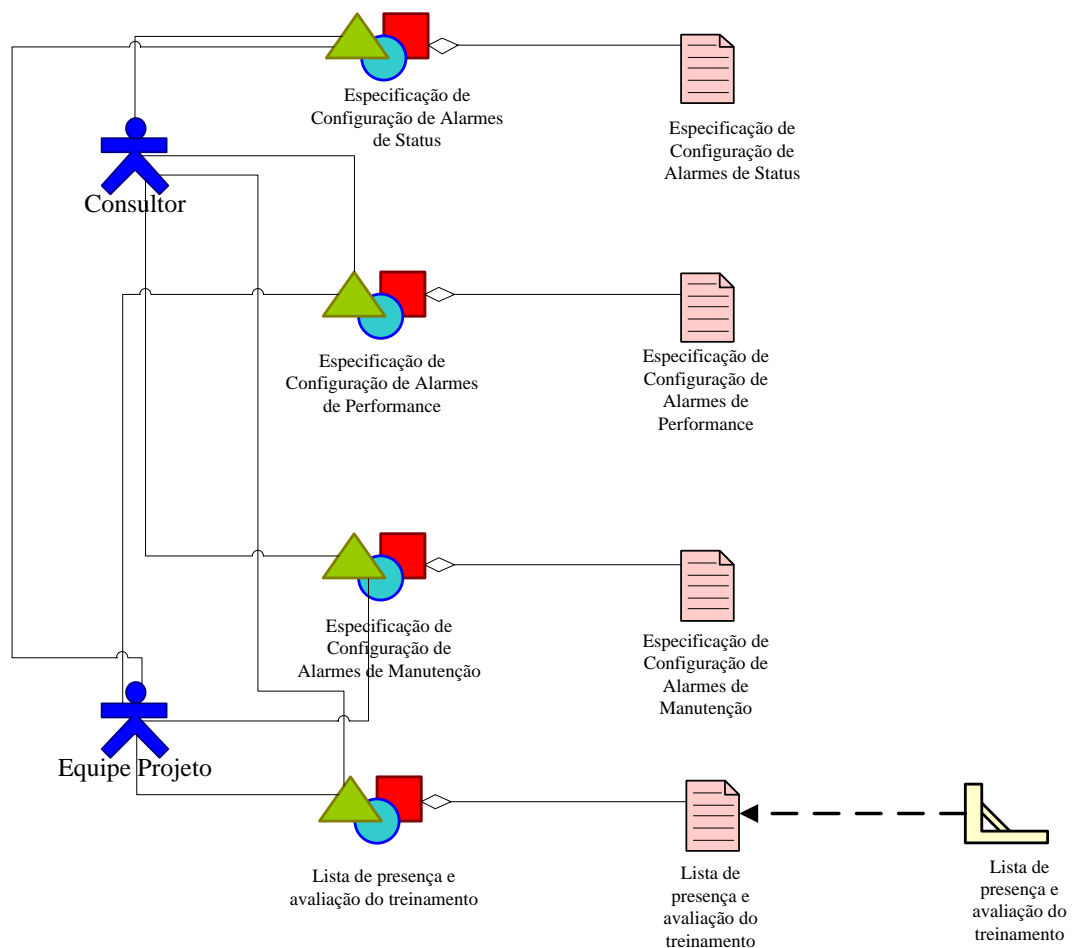 Especificação de
Configuração de Alarmes
de Status
Especificação de
Configuração de
Alarmes de Status
Consultor
Especificação de
Configuração de Alarmes
de Performance
Especificação de
Configuração de
Alarmes de
Performance
Especificação de
Configuração de
Alarmes de Manutenção
Especificação de
Configuração de
Alarmes de
Manutenção
Equipe Projeto
Lista de presença e
avaliação do treinamento
Lista de
presença e
avaliação do
treinamento
Lista de
presença e
avaliação do
treinamento